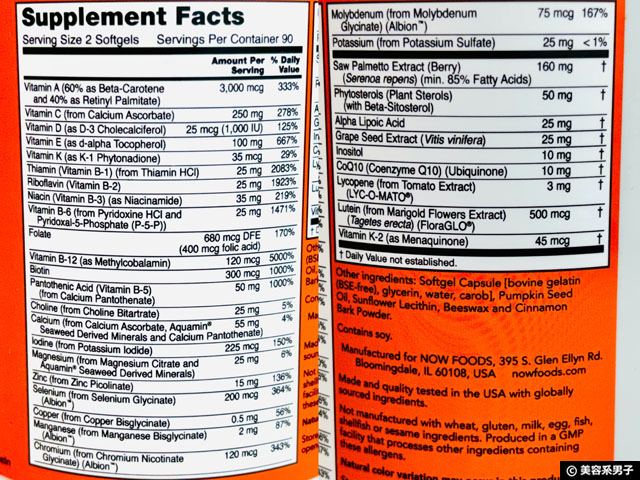 Supplement Facts
Serving Size 2 Softgels Servings Per Container 90
Amount Per Serving % Daily Value
Vitamin A (60% as Beta-Carotene 3,000 mcg 333%
and 40% as Retinyl Palmitate)
Vitamin C (from Calcium Ascorbate) 250 mg 278%
Vitamin D (as D-3 Cholecalciferol) 25 mcg (1,000 IU) 125%
Vitamin E (as d-alpha Tocopherol) 100 mg 667%
Vitamin K (as K-1 Phytonadione) 35 mcg 29%
Thiamin (Vitamin B-1) (from Thiamin HCl) 25 mg 2083%
Riboflavin (Vitamin B-2) 25 mg 1923%
Niacin (Vitamin B-3) (as Niacinamide) 35 mg 219%
Vitamin B-6 (from Pyridoxine HCl and 25 mg 1471%
Pyridoxal-5-Phosphate (P-5-P))
Folate 680 mcg DFE 170%
(400 mcg folic acid)
Vitamin B-12 (as Methylcobalamin) 120 mcg 5000%
Biotin 300 mcg 1000%
Pantothenic Acid (Vitamin B-5) 50 mg 1000%
(from Calcium Pantothenate)
Choline (from Choline Bitartrate) 25 mg 5%
Calcium (from Calcium Ascorbate, Aquamin® 55 mg 4%
Seaweed Derived Minerals and Calcium Pantothenate)
Iodine (from Potassium Iodide) 225 mcg 150%
Magnesium (from Magnesium Citrate and 25 mg 6%
Aquamin® Seaweed Derived Minerals)
Zinc (from Zinc Picolinate) 15 mg 136%
Selenium (from Selenium Glycinate) 200 mcg 364%
(Albion™)
Copper (from Copper Bisglycinate) 0.5 mg 56%
Manganese (from Manganese Bisglycinate) 2 mg 87%
(Albion™)
Chromium (from Chromium Nicotinate 120 mcg 343%
Glycinate) (Albion™)
Molybdenum (from Molybdenum 75 mcg 167%
Glycinate) (Albion™)
Potassium (from Potassium Sulfate) 25 mg < 1%
Saw Palmetto Extract (Berry) 160 mg †
(Serenoa repens) (min. 85% Fatty Acids)
Phytosterols (Plant Sterols) 50 mg †
(with Beta-Sitosterol)
Alpha Lipoic Acid 25 mg †
Grape Seed Extract (Vitis vinifera) 25 mg †
Inositol 10 mg †
CoQ10 (Coenzyme Q10) (Ubiquinone) 10 mg †
Lycopene (from Tomato Extract) 3 mg †
(LYC-O-MATO®)
Lutein (from Marigold Flowers Extract) 500 mcg †
(Tagetes erecta) (FloraGLO®)
Vitamin K-2 (as Menaquinone) 45 mcg †
† Daily Value not established.
Other ingredients: Softgel Capsule [bovine gelatin
(BSE-free), glycerin, water, carob], Pumpkin Seed
Oil, Sunflower Lecithin, Beeswax and Cinnamon
Bark Powder.
Contains soy.
Manufactured for NOW FOODS, 395 S. Glen Ellyn Rd.
Bloomingdale, IL 60108, USA nowfoods.com
Made and quality tested in the USA with globally
sourced ingredients.
Not manufactured with wheat, gluten, milk, egg, fish,
shellfish or sesame ingredients. Produced in a GMP
facility that processes other ingredients containing
these allergens.
Natural color variation may
© 美容系男子